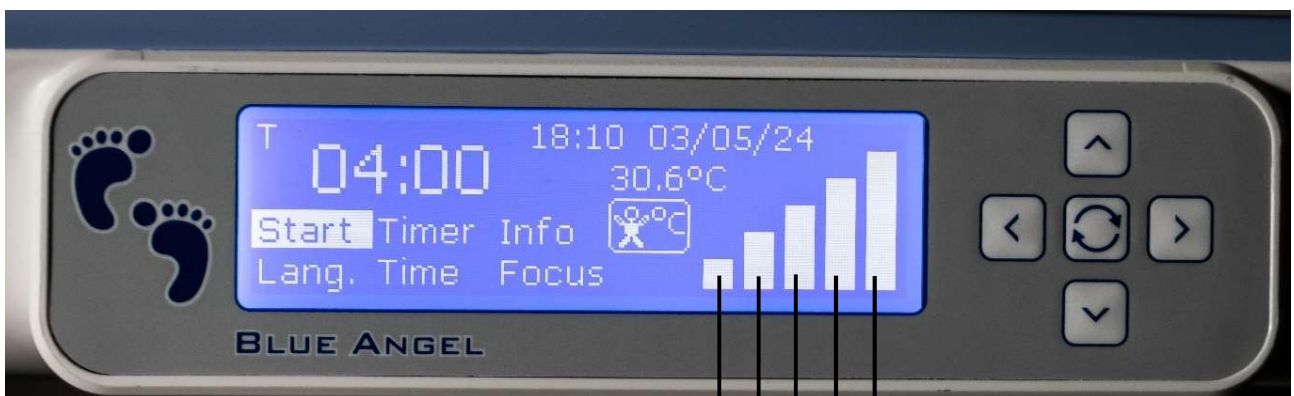 T 18:10 03/05/24
04:00 30.6°C
Start Timer Info °C
Lang. Time Focus
BLUE ANGEL